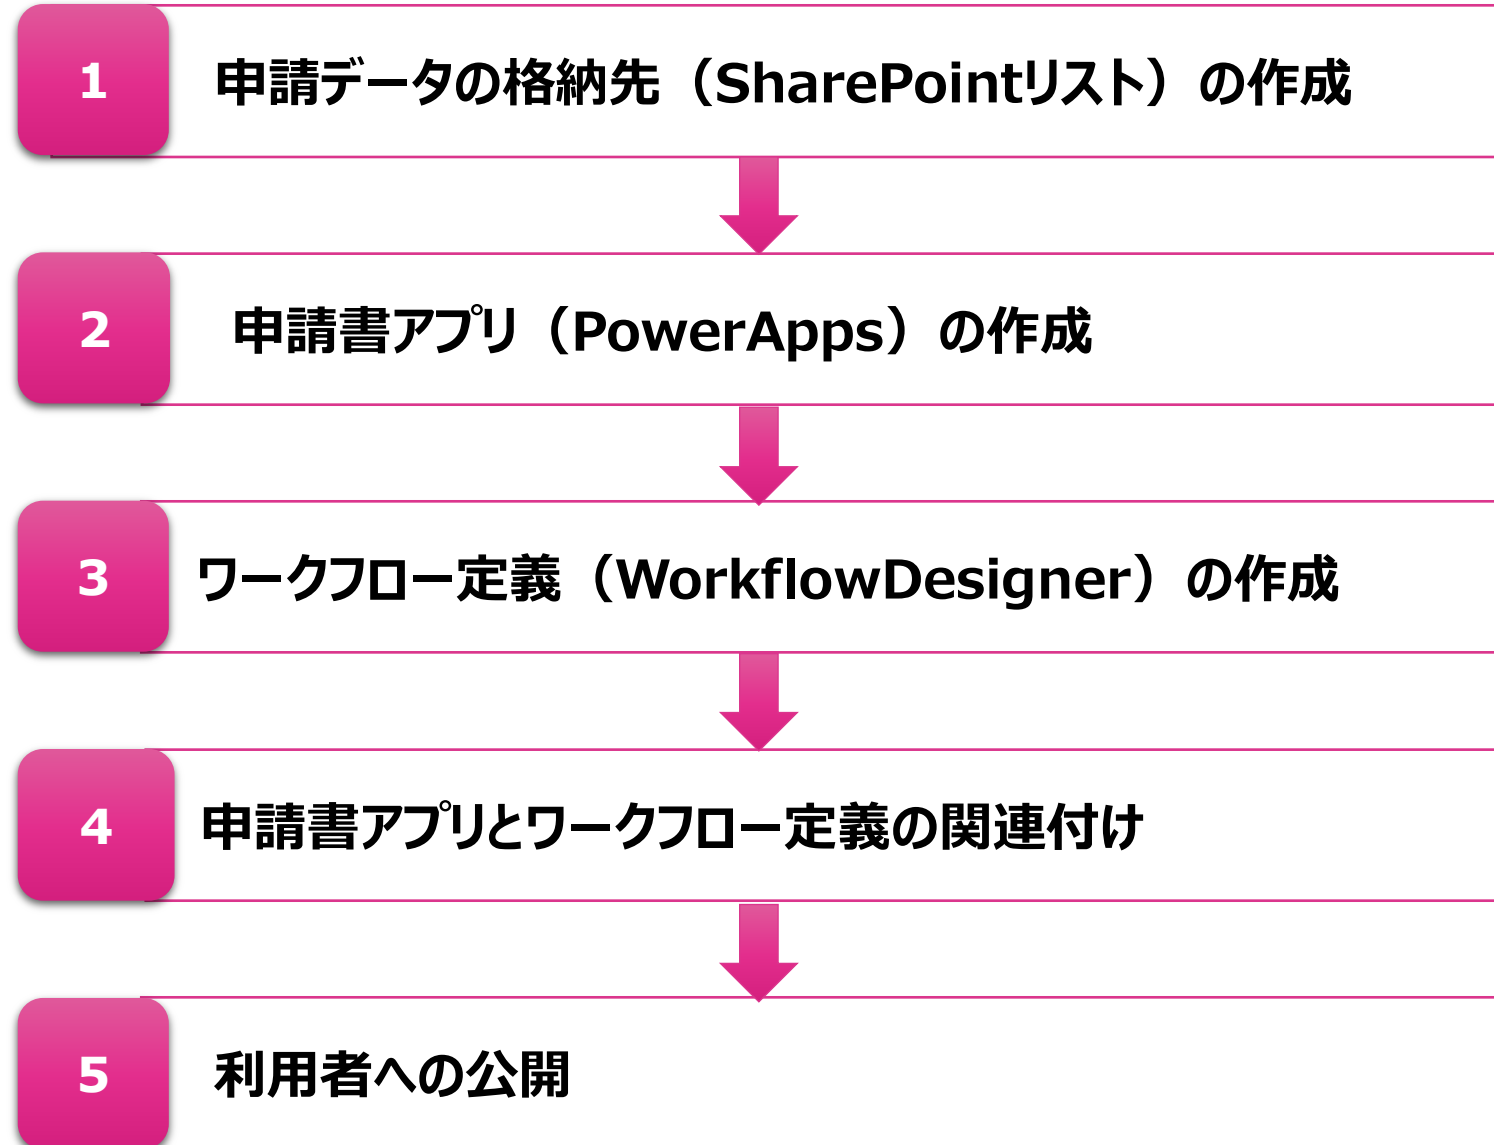 1
申請データの格納先（SharePointリスト）の作成
2
申請書アプリ（PowerApps）の作成
3
ワークフロー定義（WorkflowDesigner）の作成
4
申請書アプリとワークフロー定義の関連付け
5
利用者への公開